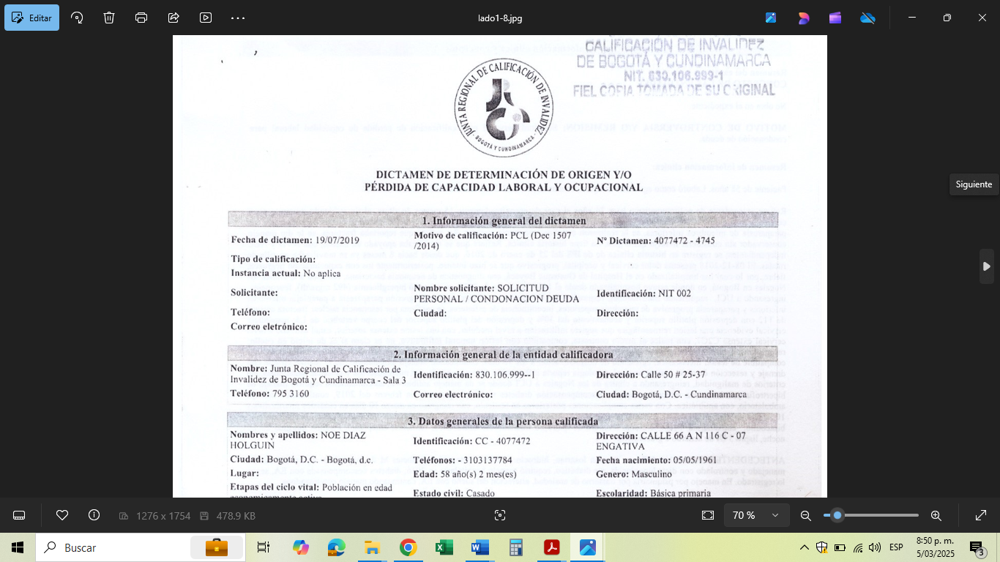 Editar
lado1-8.jpg
CALIFICACIÓN DE INVALIDEZ
DE BOGOTÁ Y CUNDINAMARCA
NIT. 830.106.999-1
FIEL COPIA TOMADA DE SU ORIGINAL
JUNTA REGIONAL DE CALIFICACIÓN DE INVALIDEZ
- BOGOTÁ Y CUNDINAMARCA -
DICTAMEN DE DETERMINACIÓN DE ORIGEN Y/O
PÉRDIDA DE CAPACIDAD LABORAL Y OCUPACIONAL
Siguiente
1. Información general del dictamen
Fecha de dictamen: 19/07/2019
Motivo de calificación: PCL (Dec 1507
/2014)
Nº Dictamen: 4077472 - 4745
Tipo de calificación:
Instancia actual: No aplica
Solicitante:
Nombre solicitante: SOLICITUD
PERSONAL / CONDONACION DEUDA
Identificación: NIT 002
Teléfono:
Ciudad:
Dirección:
Correo eletrónico:
2. Información general de la entidad calificadora
Nombre: Junta Regional de Calificación de
Invalidez de Bogotá y Cundinamarca - Sala 3
Identificación: 830.106.999--1
Dirección: Calle 50 # 25-37
Teléfono: 795 3160
Correo electrónico:
Ciudad: Bogotá, D.C. - Cundinamarca
3. Datos generales de la persona calificada
Nombres y apellidos: NOE DIAZ
HOLGUIN
Identificación: CC - 4077472
Dirección: CALLE 66 A N 116 C - 07
ENGATIVA
Ciudad: Bogotá, D.C. - Bogotá, d.c.
Teléfonos: - 3103137784
Fecha nacimiento: 05/05/1961
Lugar:
Edad: 58 año(s) 2 mes(es)
Genero: Masculino
Etapas del ciclo vital: Población en edad
economicamente activa
Estado civil: Casado
Escolaridad: Básica primaria
1276 x 1754
478.9 KB
70 %
Buscar
ESP
8:50 p. m.
5/03/2025
3